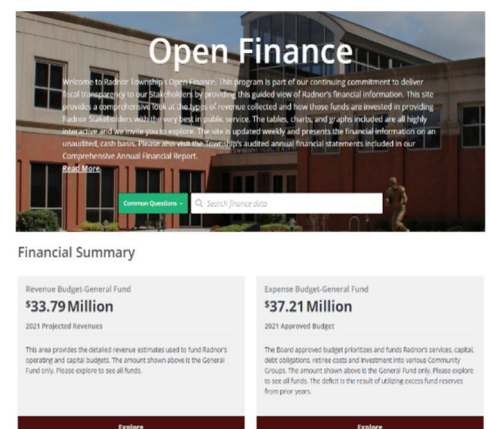 Open Finance
Welcome to Radnor Township's Open Finance. This program is part of our continuing commitment to deliver
fiscal transparency to our Stakeholders by providing this guided view of Radnor's financial information. This site
provides a comprehensive look at the types of revenue collected and how those funds are invested in providing
Radnor Stakeholders with the very best in public service. The tables, charts, and graphs included are all highly
interactive and we invite you to explore. The site is updated weekly and presents the financial information on an
unaudited, cash basis. Please also visit the Township's audited annual financial statements included in our
Comprehensive Annual Financial Report.
Read More
Common Questions
Search finance data
Financial Summary
Revenue Budget-General Fund
$33.79 Million
2021 Projected Revenues
This area provides the detailed revenue estimates used to fund Radnor's
operating and capital budgets. The amount shown above is the General
Fund only. Please explore to see all funds.
Explore
Expense Budget-General Fund
$37.21 Million
2021 Approved Budget
The Board approved budget prioritizes and funds Radnor's services, capital,
debt obligations, retiree costs and investment into various Community
Groups. The amount shown above is the General Fund only. Please explore
to see all funds. The deficit is the result of utilizing excess fund reserves
from prior years.
Explore